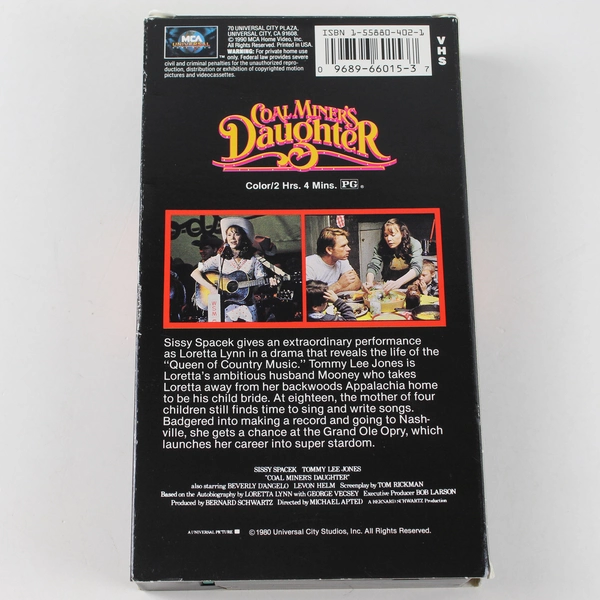 MCA
UNIVERSAL
70 UNIVERSAL CITY PLAZA,
UNIVERSAL CITY, CA 91608.
© 1990 MCA Home Video, Inc.
All Rights Reserved. Printed in USA.
WARNING: For private home use
only. Federal law provides severe
civil and criminal penalties for the unauthorized repro-
duction, distribution or exhibition of copyrighted motion
pictures and videocassettes.
ISBN 1-55880-402-1
0 9689-66015-3 7
VHS
COAL MINER'S
Daughter
Color/2 Hrs. 4 Mins. PG ®
Sissy Spacek gives an extraordinary performance
as Loretta Lynn in a drama that reveals the life of the
"Queen of Country Music." Tommy Lee Jones is
Loretta's ambitious husband Mooney who takes
Loretta away from her backwoods Appalachia home
to be his child bride. At eighteen, the mother of four
children still finds time to sing and write songs.
Badgered into making a record and going to Nash-
ville, she gets a chance at the Grand Ole Opry, which
launches her career into super stardom.
SISSY SPACEK TOMMY LEE JONES
"COAL MINER'S DAUGHTER"
also starring BEVERLY D'ANGELO LEVON HELM Screenplay by TOM RICKMAN
Based on the Autobiography by LORETTA LYNN with GEORGE VECSEY Executive Producer BOB LARSON
Produced by BERNARD SCHWARTZ Directed by MICHAEL APTED A BERNARD SCHWARTZ Production
A UNIVERSAL PICTURE
© 1980 Universal City Studios, Inc. All Rights Reserved.